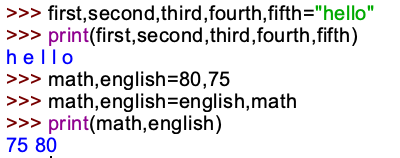 >>> first,second,third,fourth,fifth="hello"
>>> print(first,second,third,fourth,fifth)
h e l l o
>>> math,english=80,75
>>> math,english=english,math
>>> print(math,english)
75 80